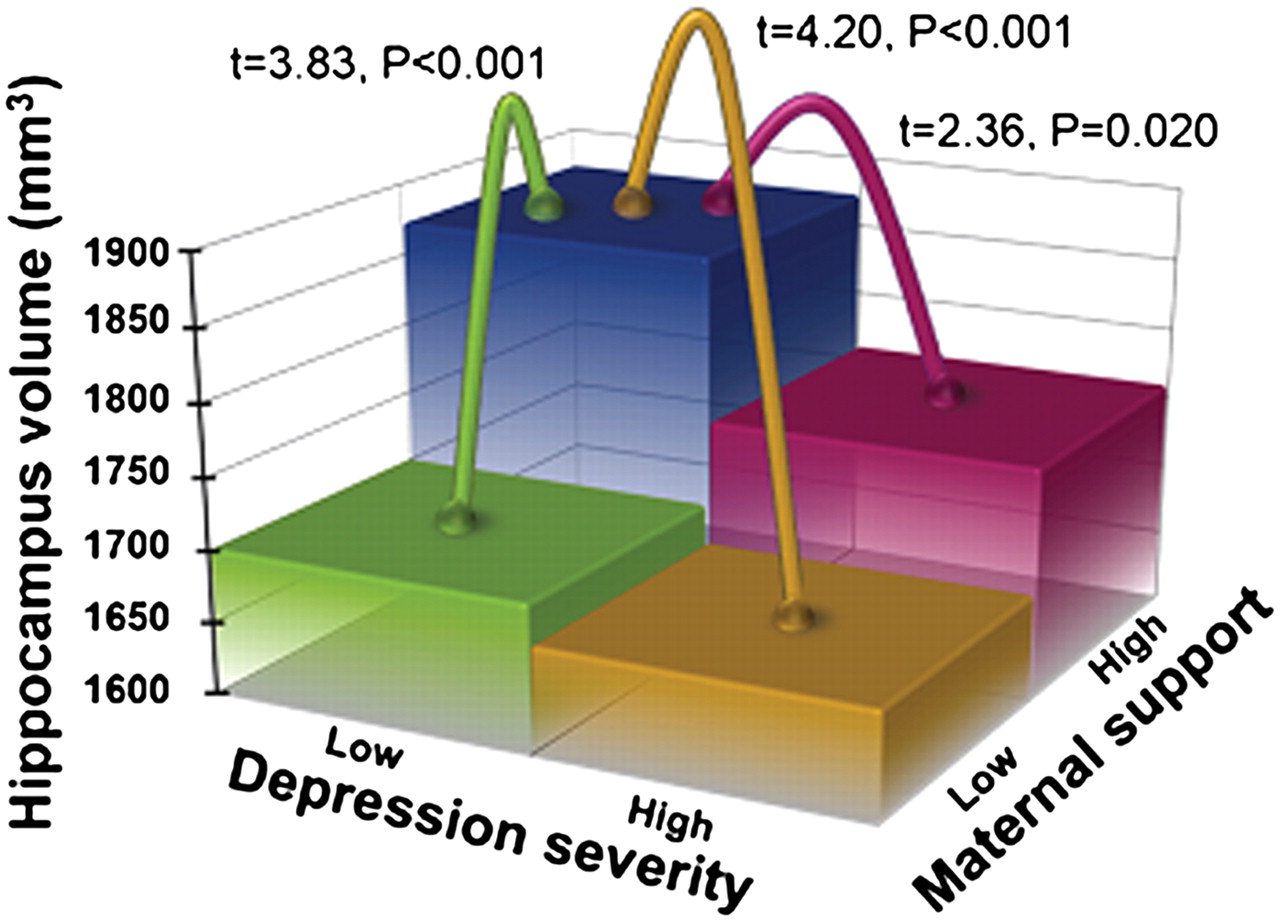 t=3.83, P<0.001
t=4.20, P<0.001
t=2.36, P=0.020
Hippocampus volume (mm³)
1900
1850
1800
1750
1700
1650
1600
Low
High
Depression severity
Low
High
Maternal support